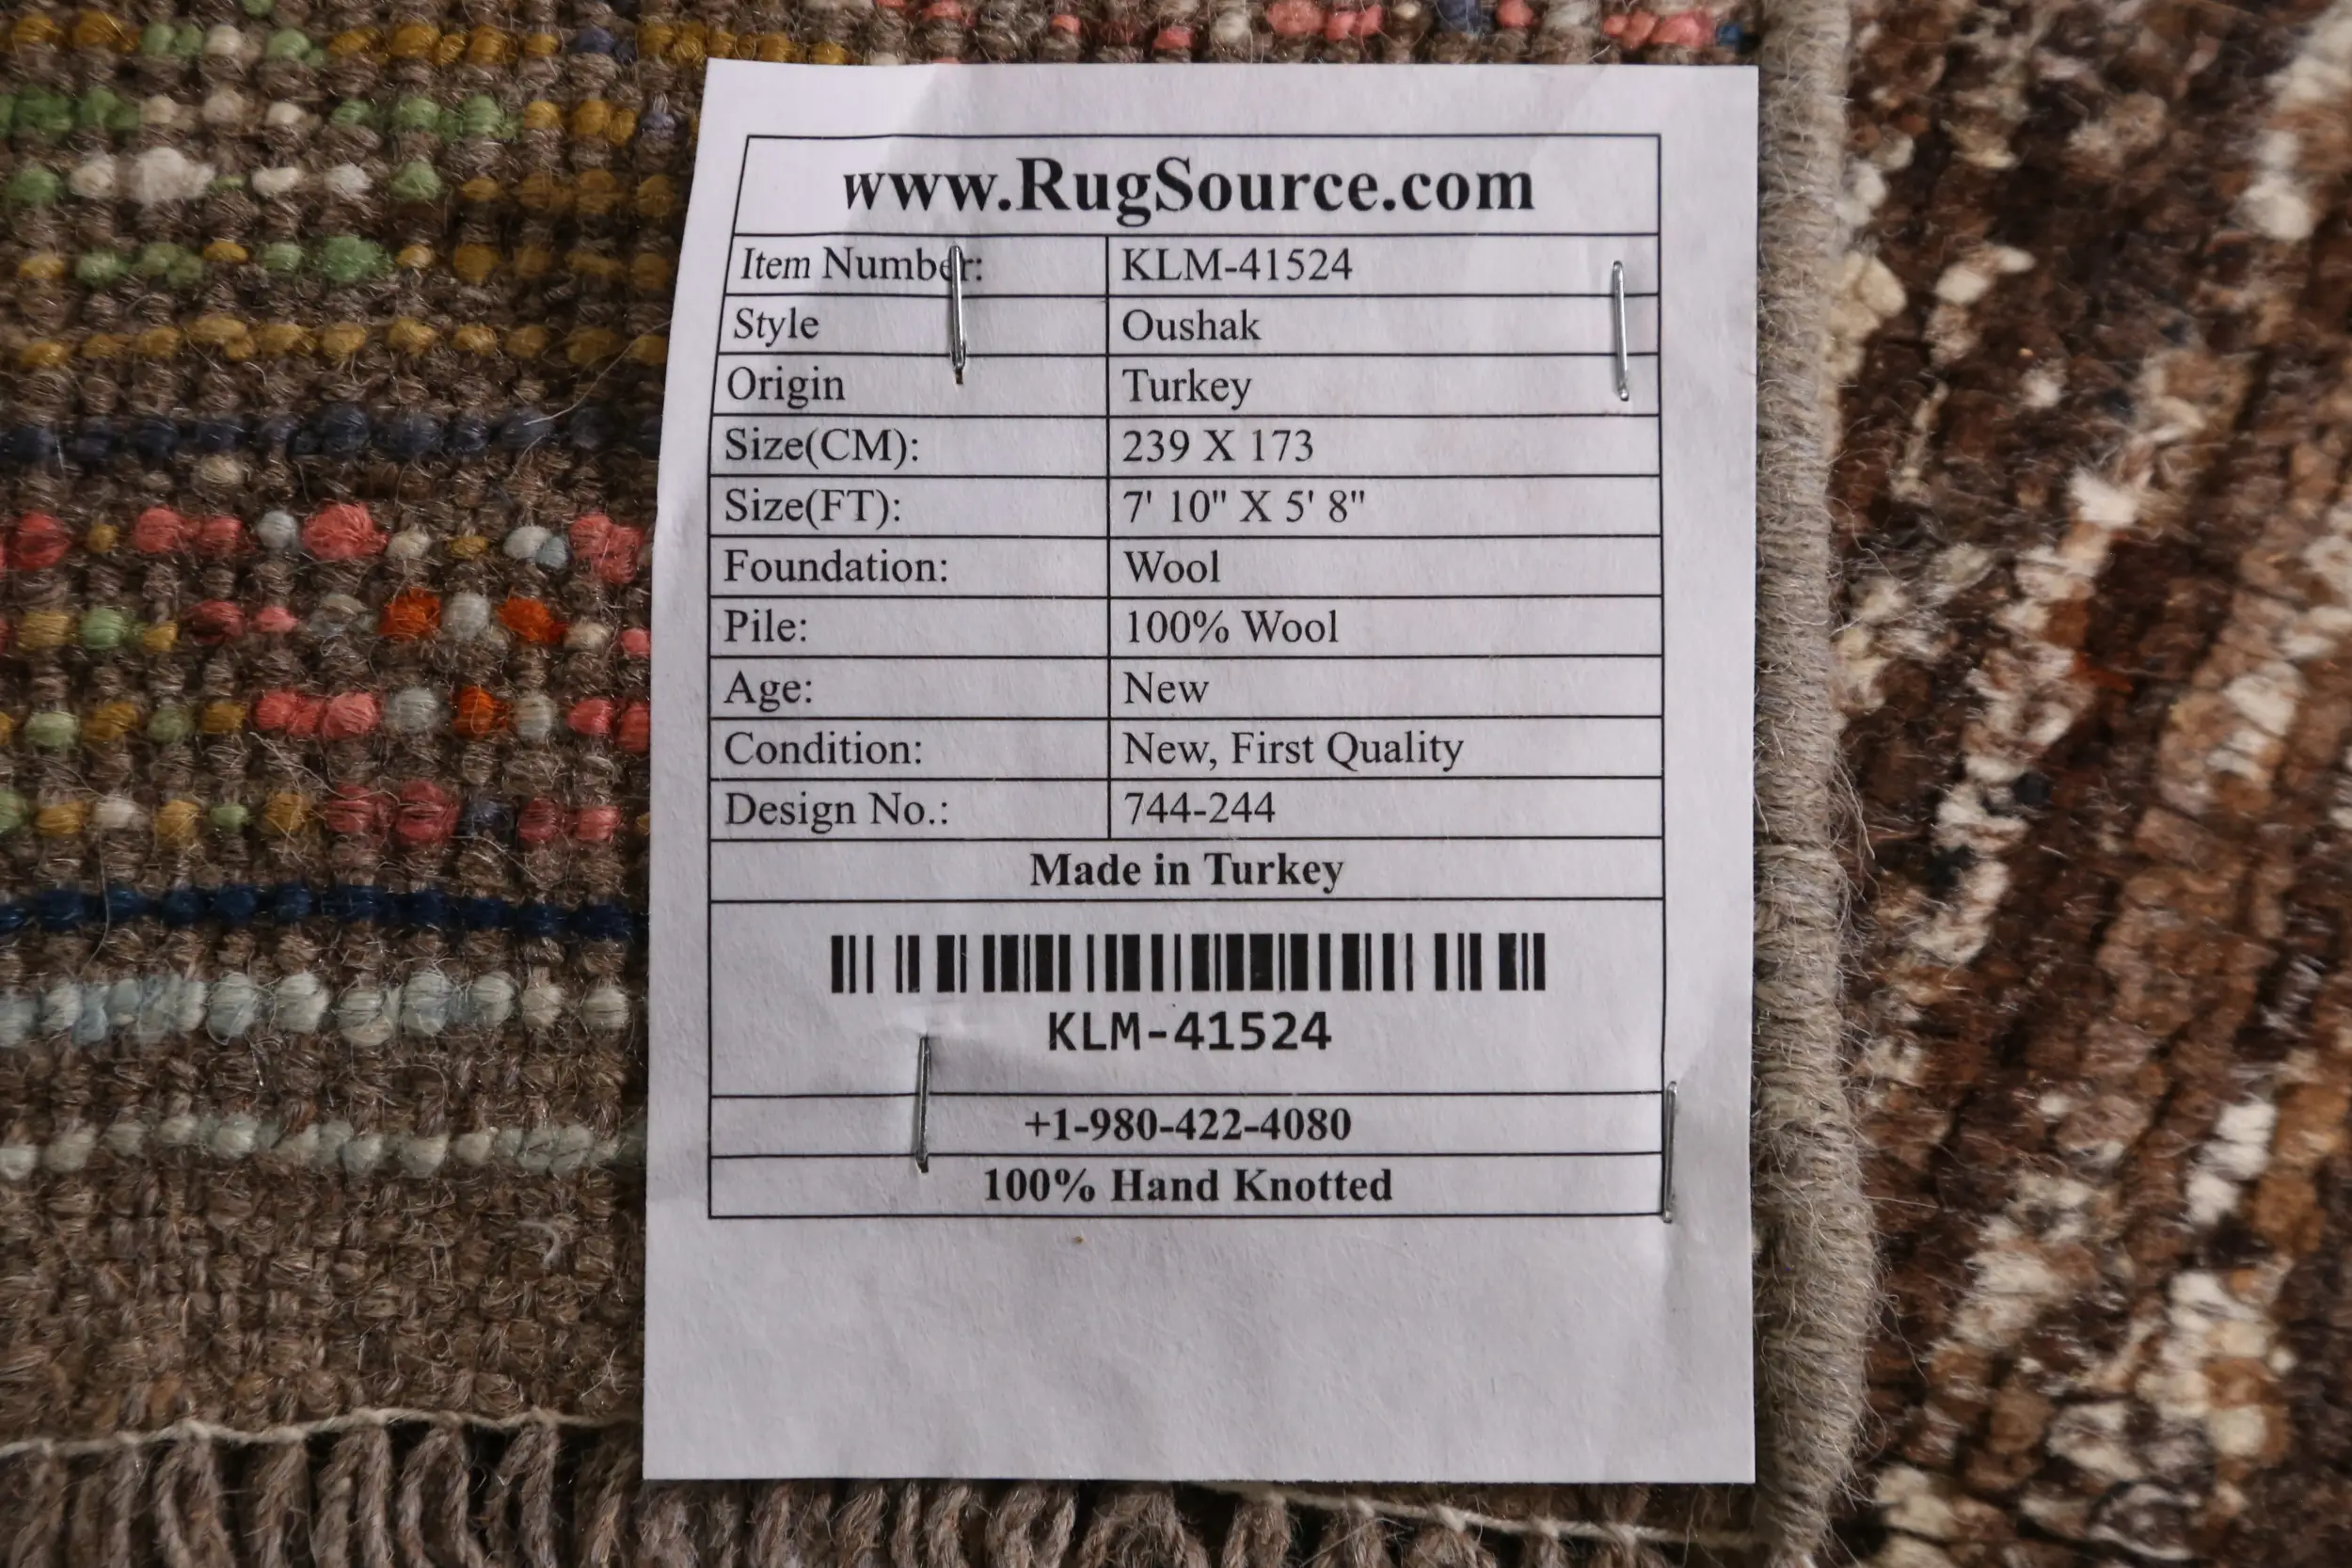 www.RugSource.com
Item Number: KLM-41524
Style Oushak
Origin Turkey
Size(CM): 239 X 173
Size(FT): 7' 10" X 5' 8"
Foundation: Wool
Pile: 100% Wool
Age: New
Condition: New, First Quality
Design No.: 744-244
Made in Turkey
KLM-41524
+1-980-422-4080
100% Hand Knotted